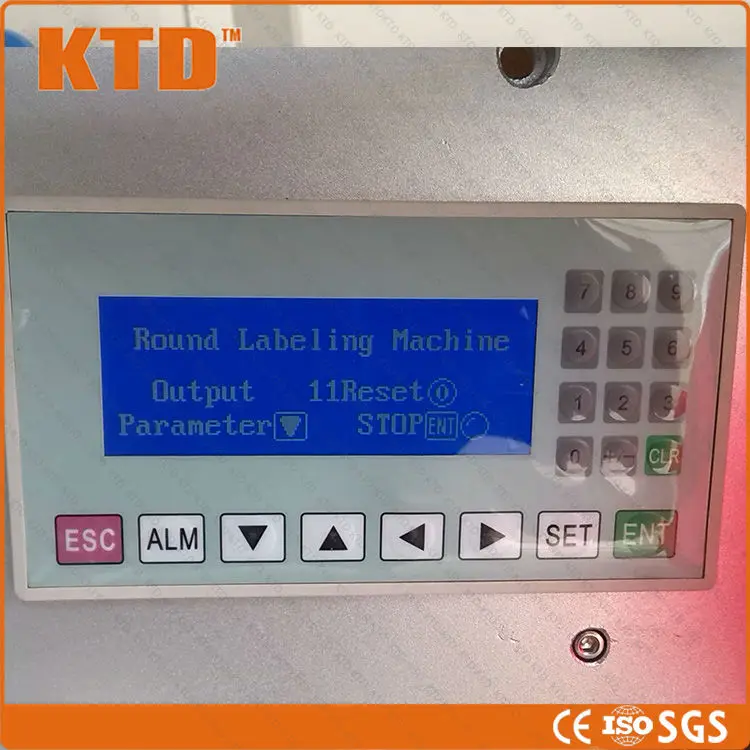 KTD™
Round Labeling Machine
Output 11Reset0
Parameter▼ STOP ENT
7 8 9
4 5 6
1 2 3
0 +/- CLR
ESC ALM ▼ ▲ ◀ ▶ SET ENT
CE ISO SGS